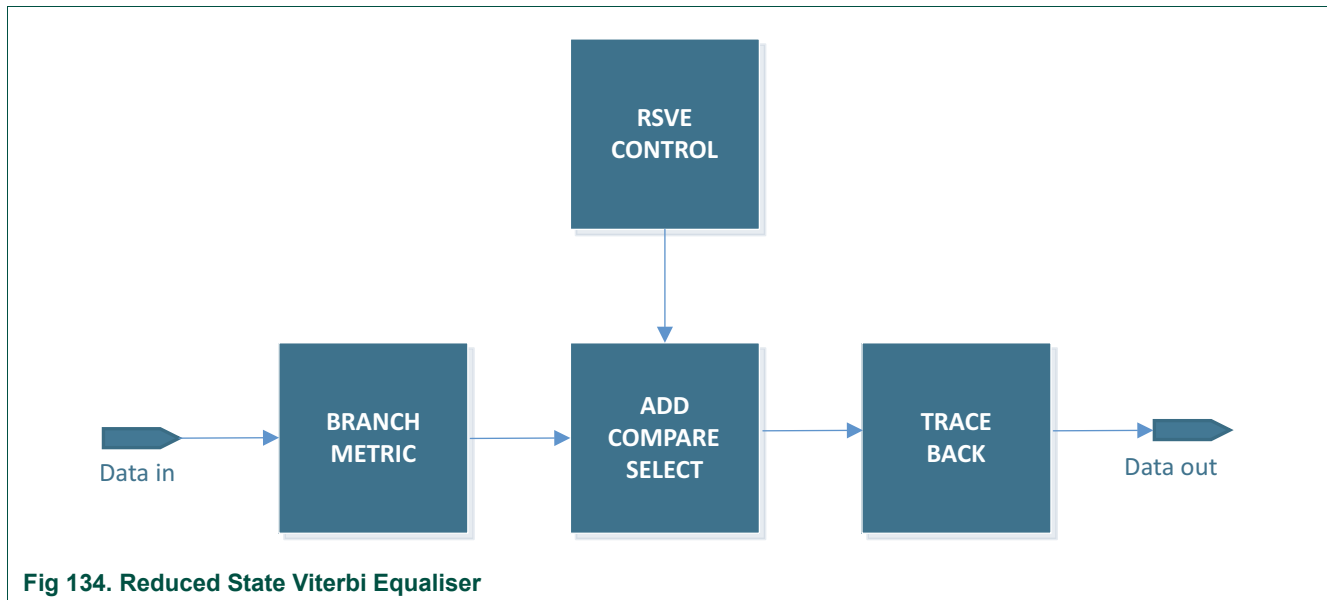 RSVE
CONTROL
Data in
BRANCH
METRIC
ADD
COMPARE
SELECT
TRACE
BACK
Data out
Fig 134. Reduced State Viterbi Equaliser